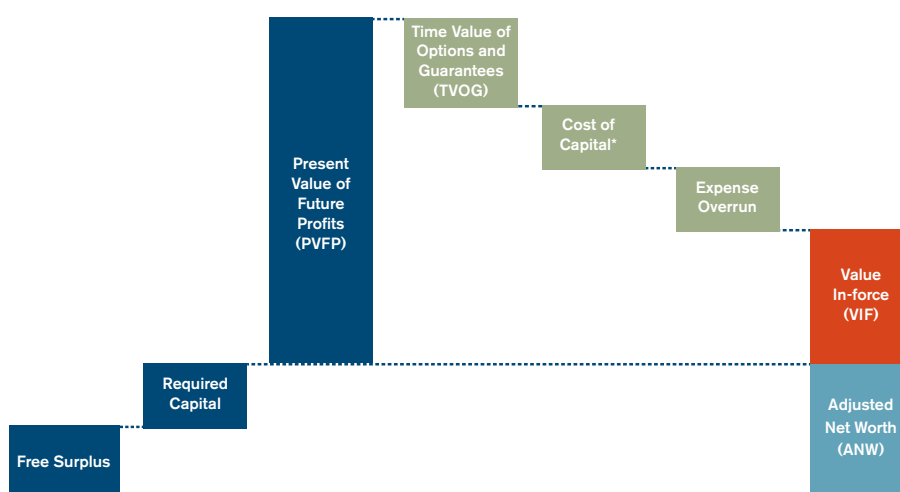 Time Value of
Options and
Guarantees
(TVOG)
Cost of
Capital*
Present
Value of
Future
Profits
(PVFP)
Expense
Overrun
Value
In-force
(VIF)
Required
Capital
Adjusted
Net Worth
(ANW)
Free Surplus